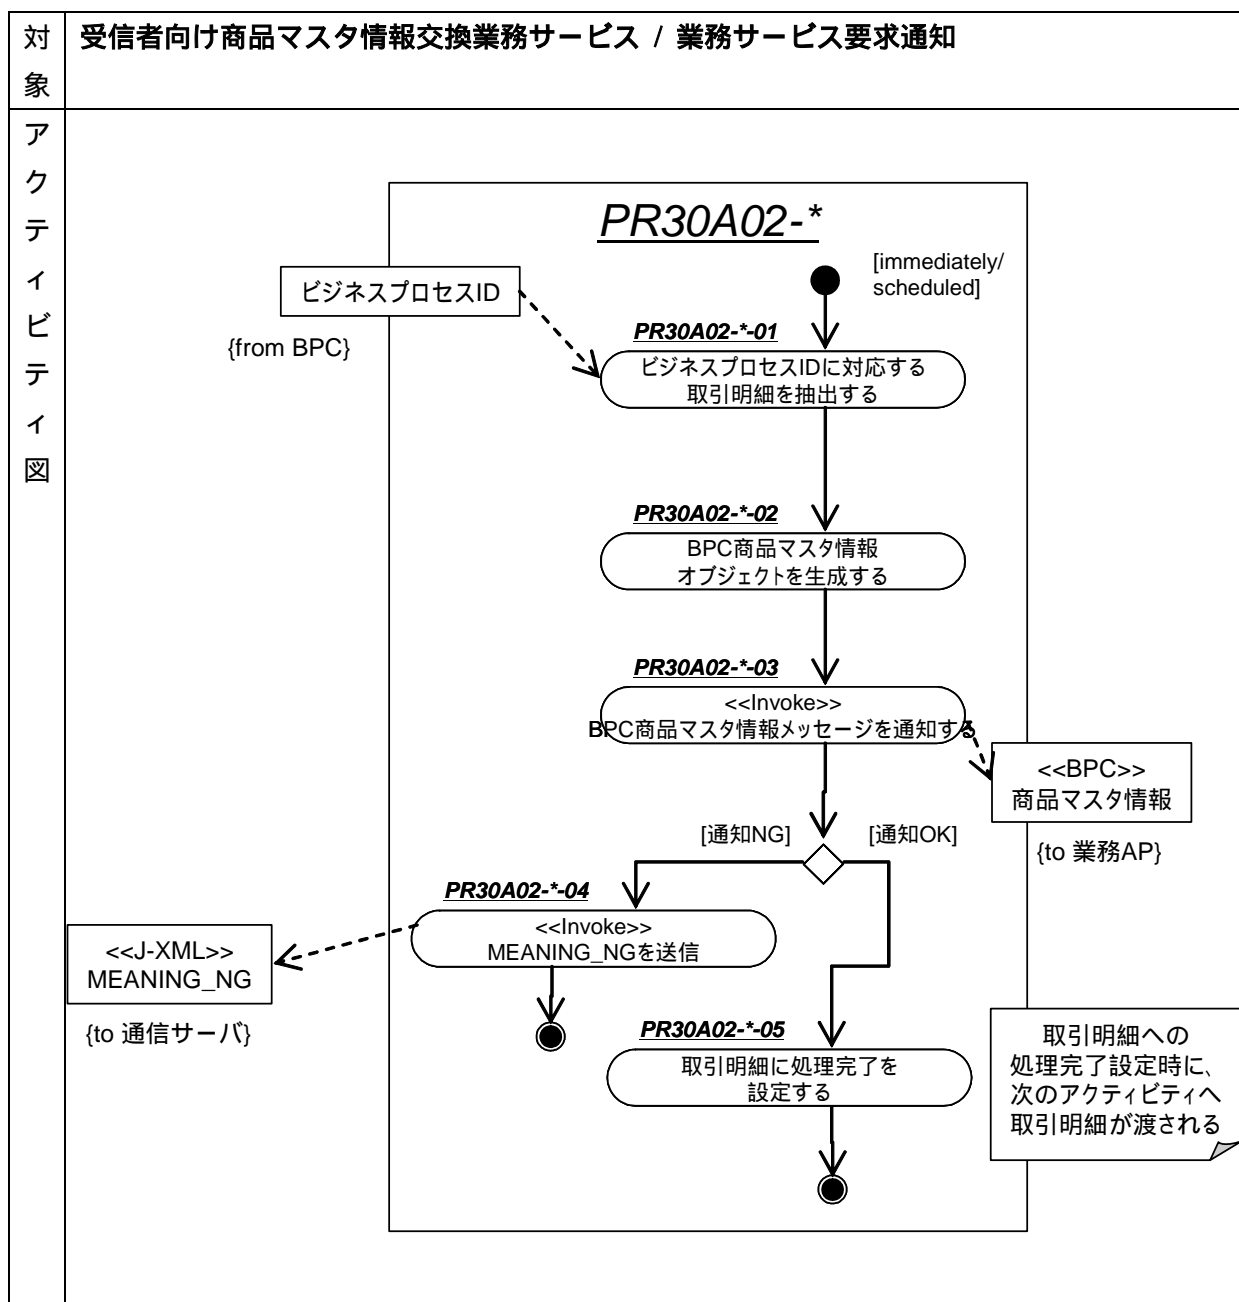 対象
受信者向け商品マスタ情報交換業務サービス / 業務サービス要求通知
アクティビティ図
PR30A02-*
[immediately/
scheduled]
ビジネスプロセスID
{from BPC}
PR30A02-*-01
ビジネスプロセスIDに対応する
取引明細を抽出する
PR30A02-*-02
BPC商品マスタ情報
オブジェクトを生成する
PR30A02-*-03
<<Invoke>>
BPC商品マスタ情報メッセージを通知する
<<BPC>>
商品マスタ情報
{to 業務AP}
[通知NG]
[通知OK]
PR30A02-*-04
<<Invoke>>
MEANING_NGを送信
<<J-XML>>
MEANING_NG
{to 通信サーバ}
PR30A02-*-05
取引明細に処理完了を
設定する
取引明細への
処理完了設定時に、
次のアクティビティへ
取引明細が渡される